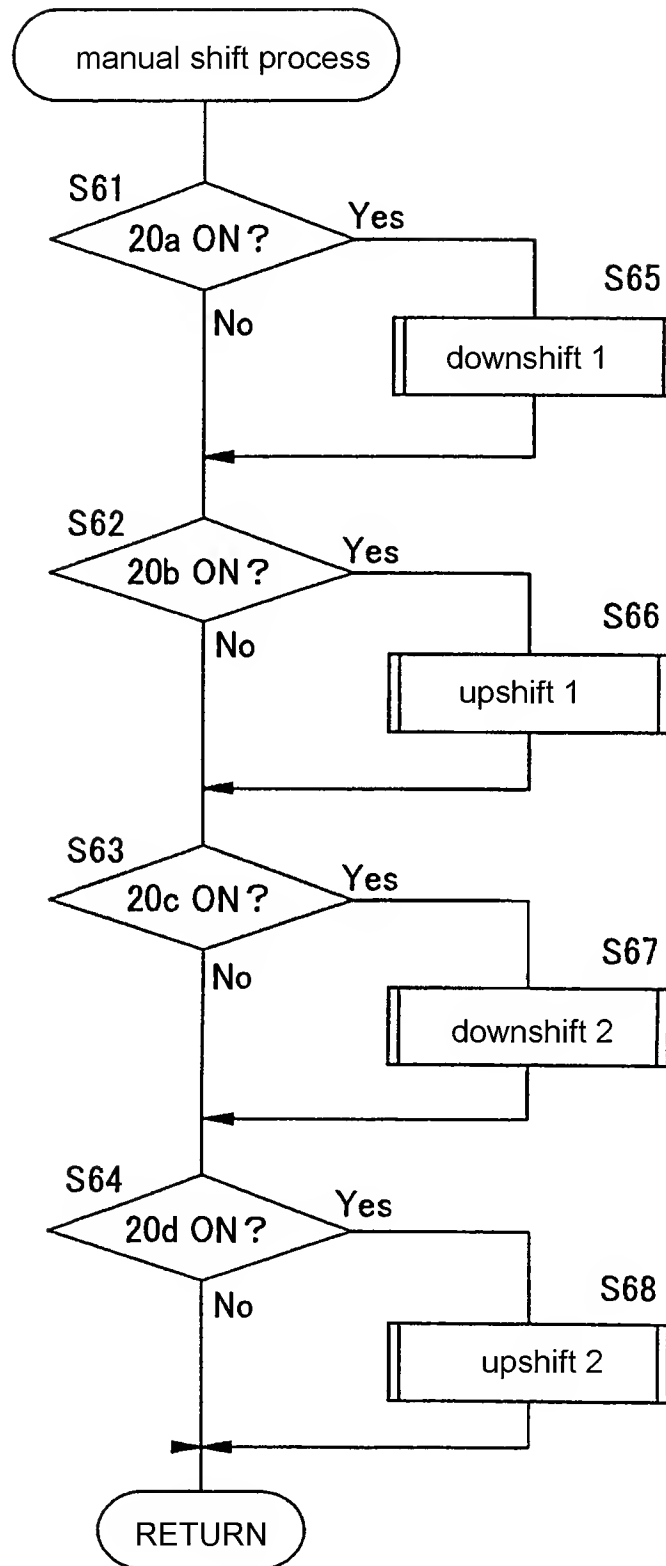 manual shift process
S61
20a ON?
Yes
No
S65
downshift 1
S62
20b ON?
Yes
No
S66
upshift 1
S63
20c ON?
Yes
No
S67
downshift 2
S64
20d ON?
Yes
No
S68
upshift 2
RETURN